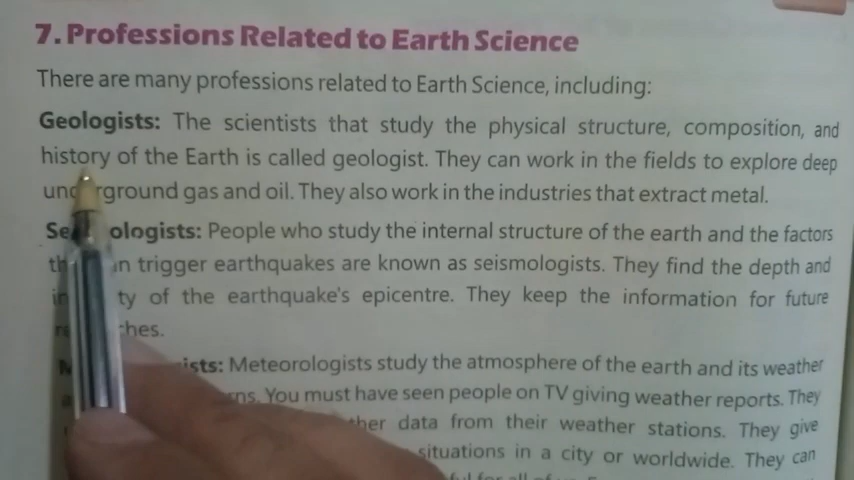 7. Professions Related to Earth Science
There are many professions related to Earth Science, including:
Geologists: The scientists that study the physical structure, composition, and
history of the Earth is called geologist. They can work in the fields to explore deep
underground gas and oil. They also work in the industries that extract metal.
Seismologists: People who study the internal structure of the earth and the factors
trigger earthquakes are known as seismologists. They find the depth and
of the earthquake's epicentre. They keep the information for future
Meteorologists study the atmosphere of the earth and its weather
You must have seen people on TV giving weather reports. They
data from their weather stations. They give
situations in a city or worldwide. They can